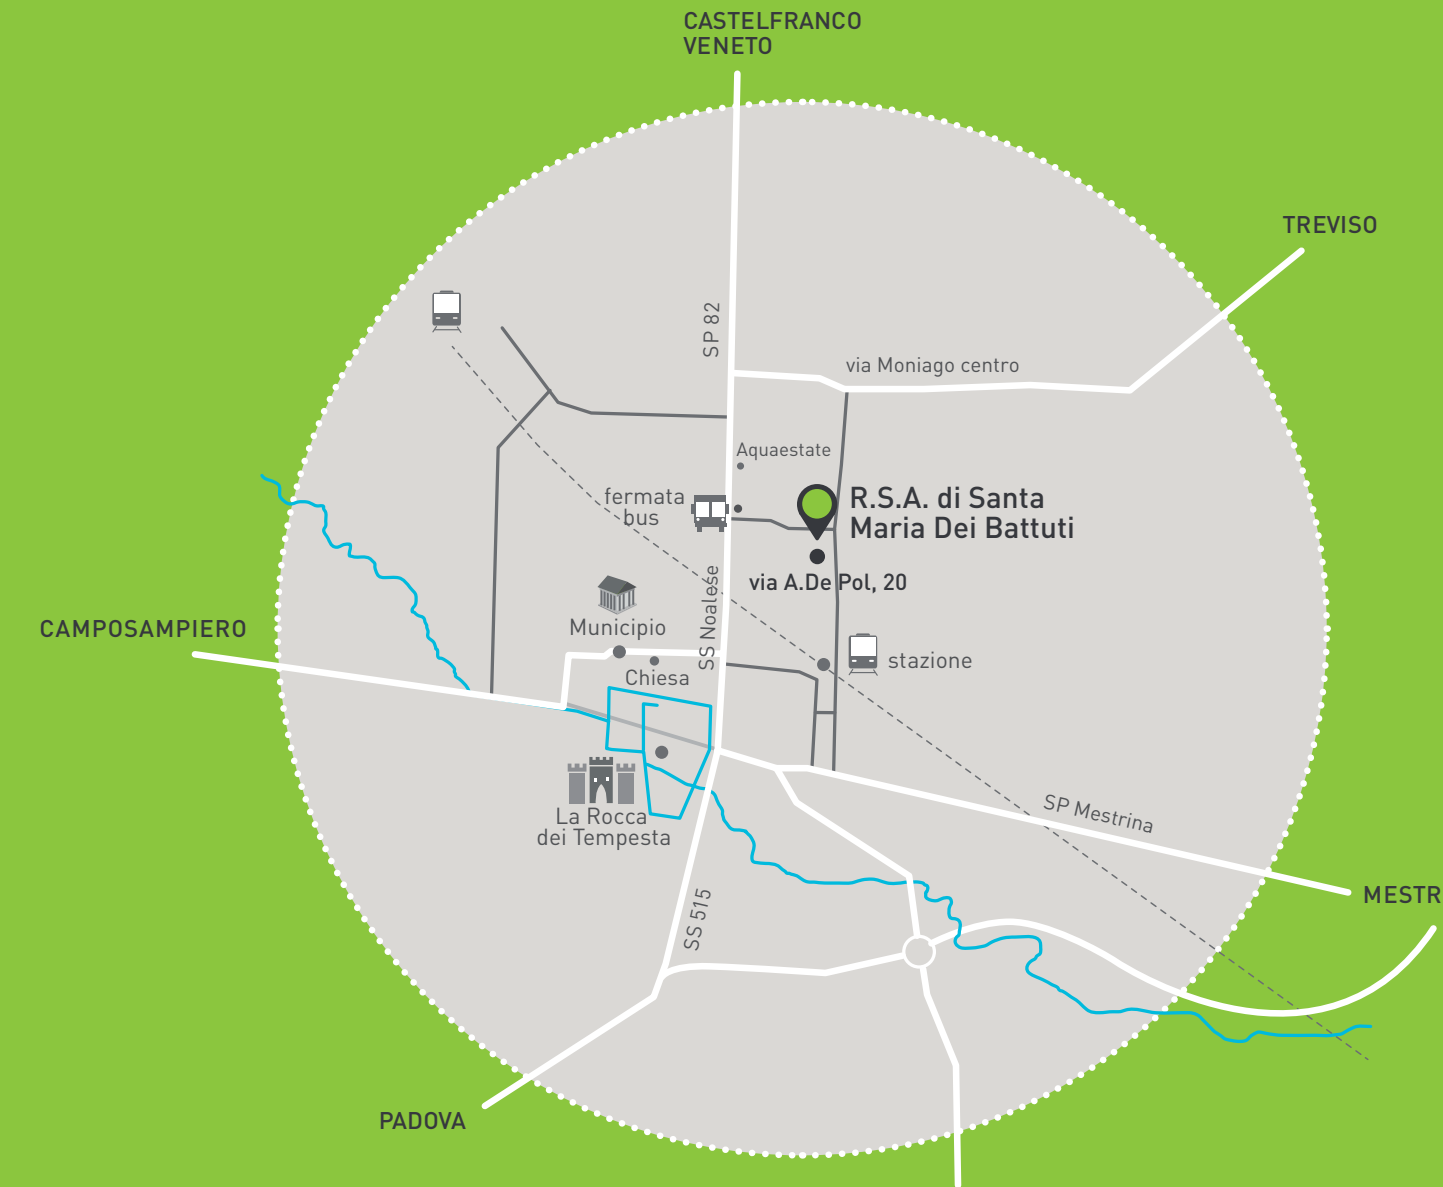 CASTELFRANCO
VENETO
TREVISO
SP 82
via Moniago centro
Aquaestate
fermata
bus
R.S.A. di Santa
Maria Dei Battuti
via A.De Pol, 20
SS Noalese
CAMPOSAMPIERO
Municipio
Chiesa
stazione
La Rocca
dei Tempesta
SP Mestrina
SS 515
MESTR
PADOVA